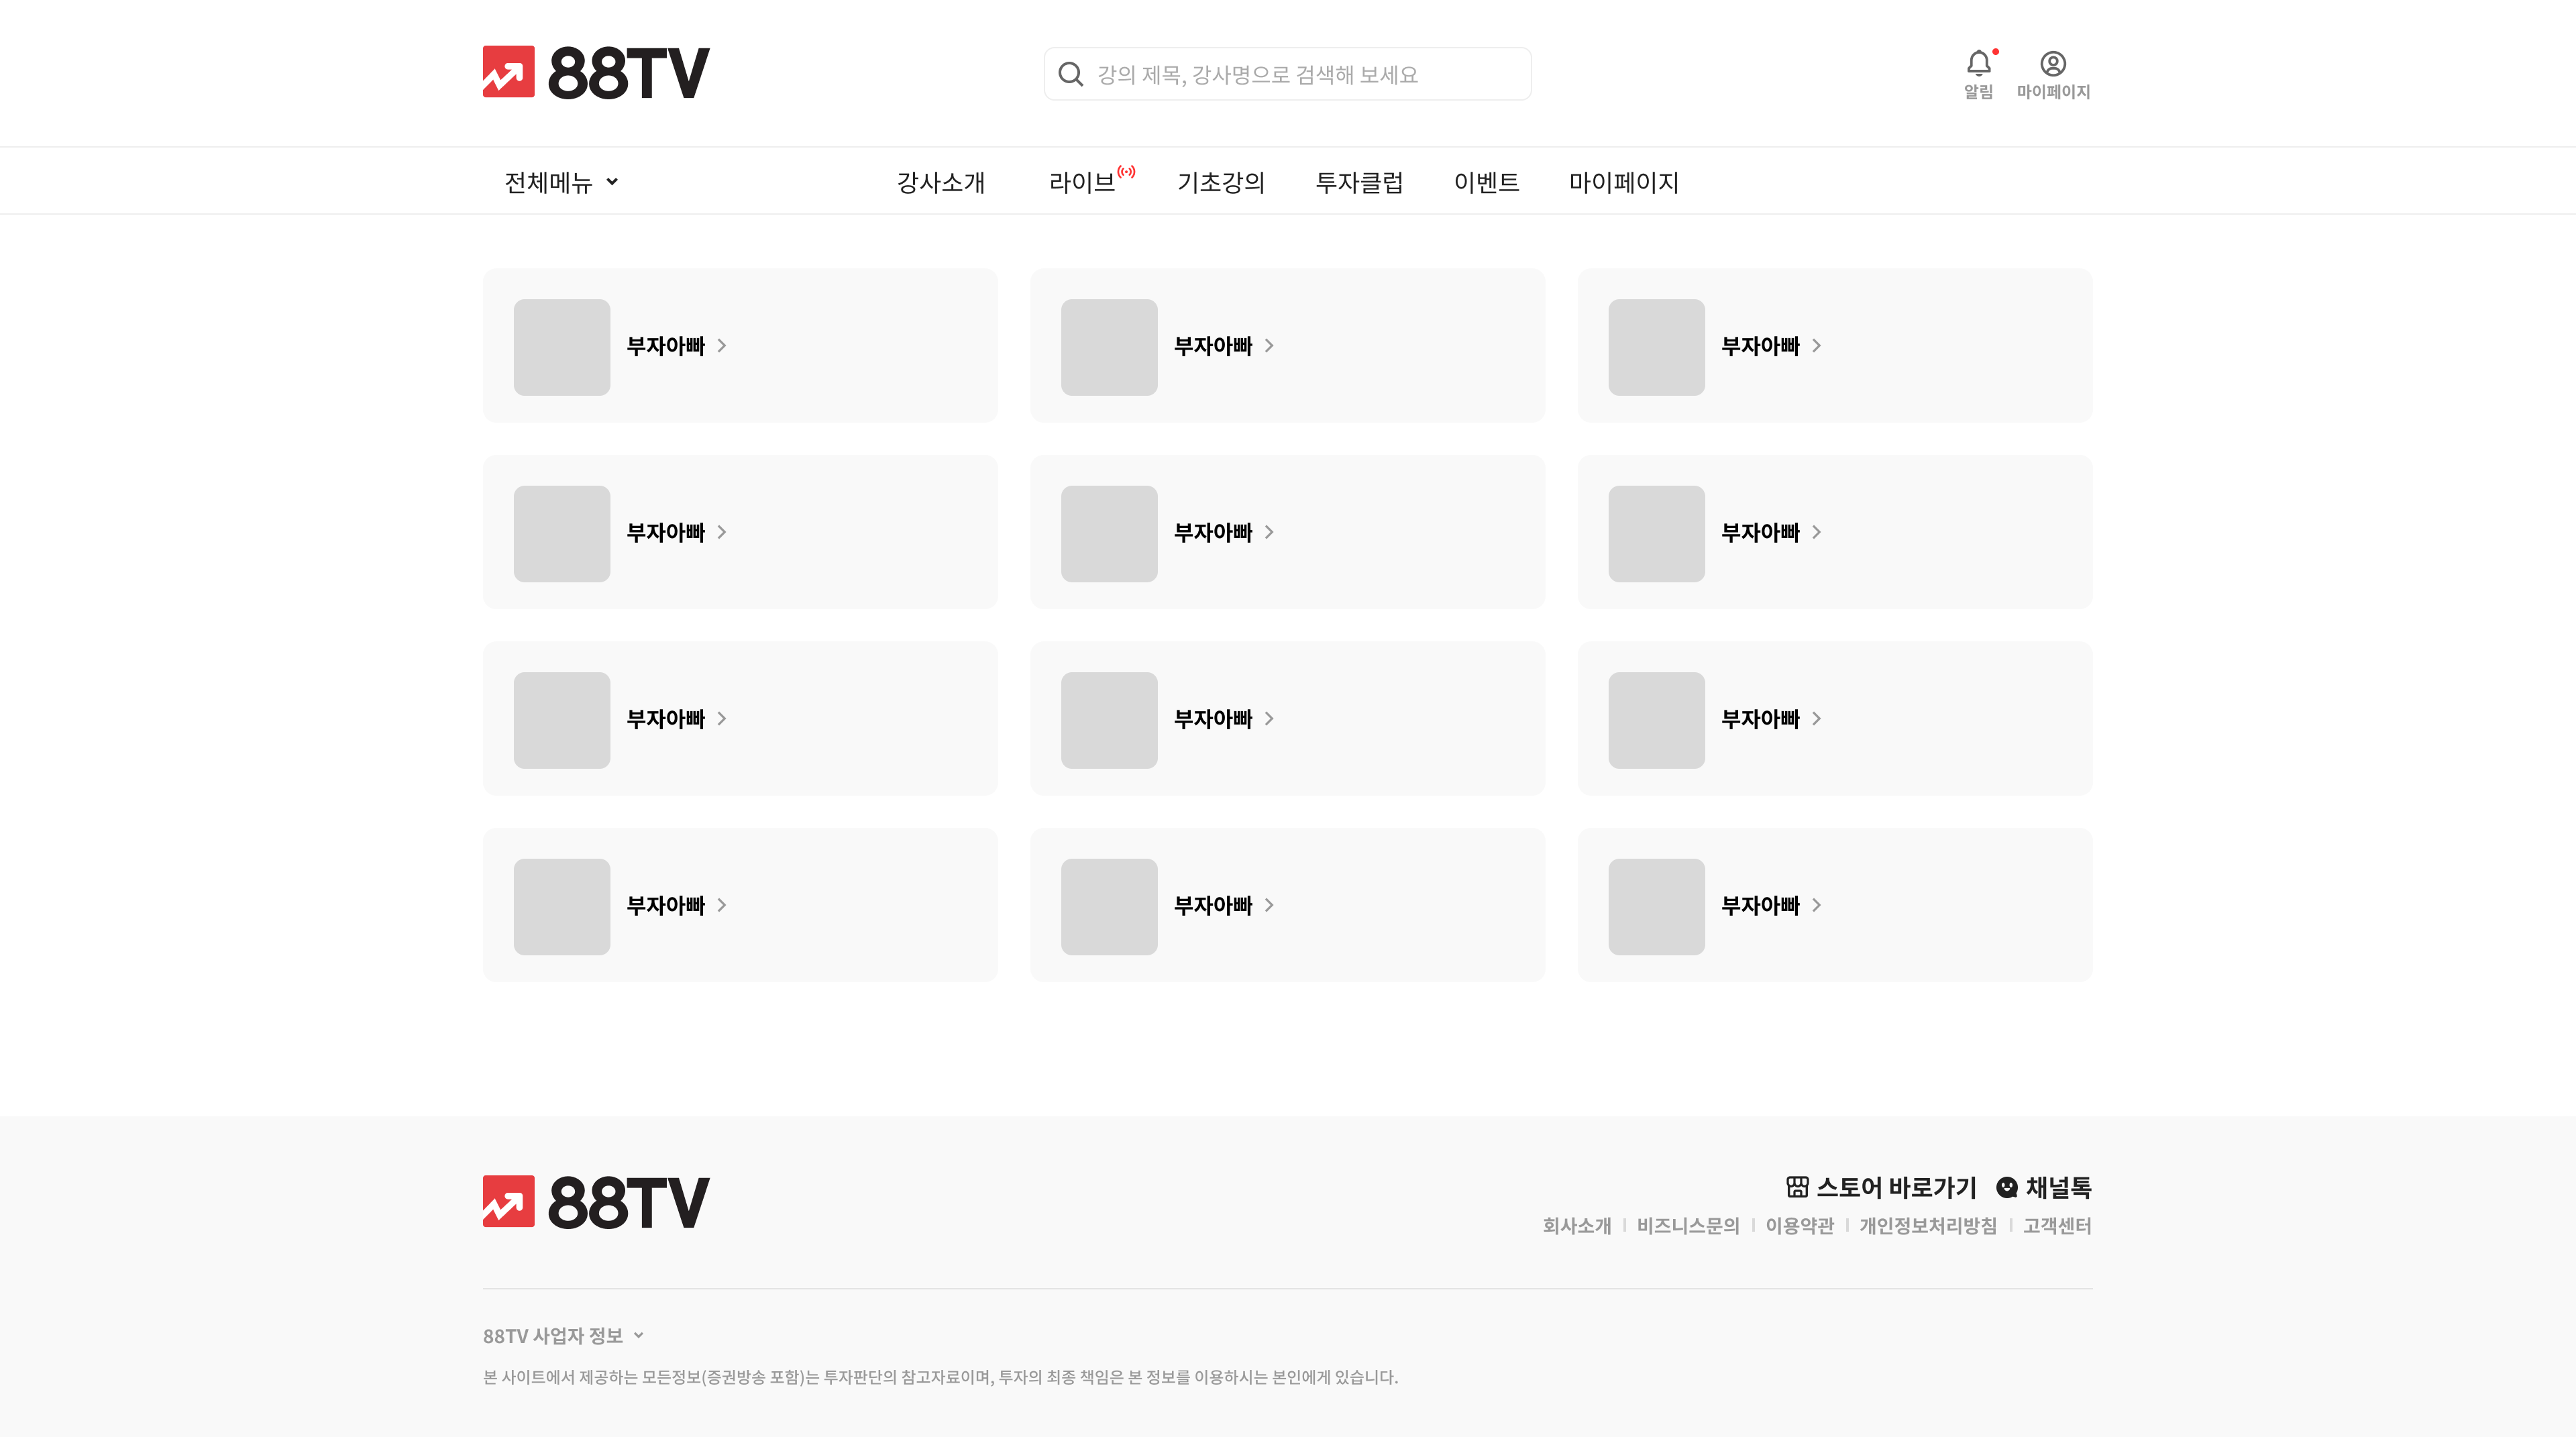 88TV
강의 제목, 강사명으로 검색해 보세요
알림 마이페이지
전체메뉴 강사소개 라이브 기초강의 투자클럽 이벤트 마이페이지
부자아빠 부자아빠 부자아빠
부자아빠 부자아빠 부자아빠
부자아빠 부자아빠 부자아빠
부자아빠 부자아빠 부자아빠
88TV
스토어 바로가기 채널톡
회사소개 | 비즈니스문의 | 이용약관 | 개인정보처리방침 | 고객센터
88TV 사업자 정보
본 사이트에서 제공하는 모든정보(증권방송 포함)는 투자판단의 참고자료이며, 투자의 최종 책임은 본 정보를 이용하시는 본인에게 있습니다.